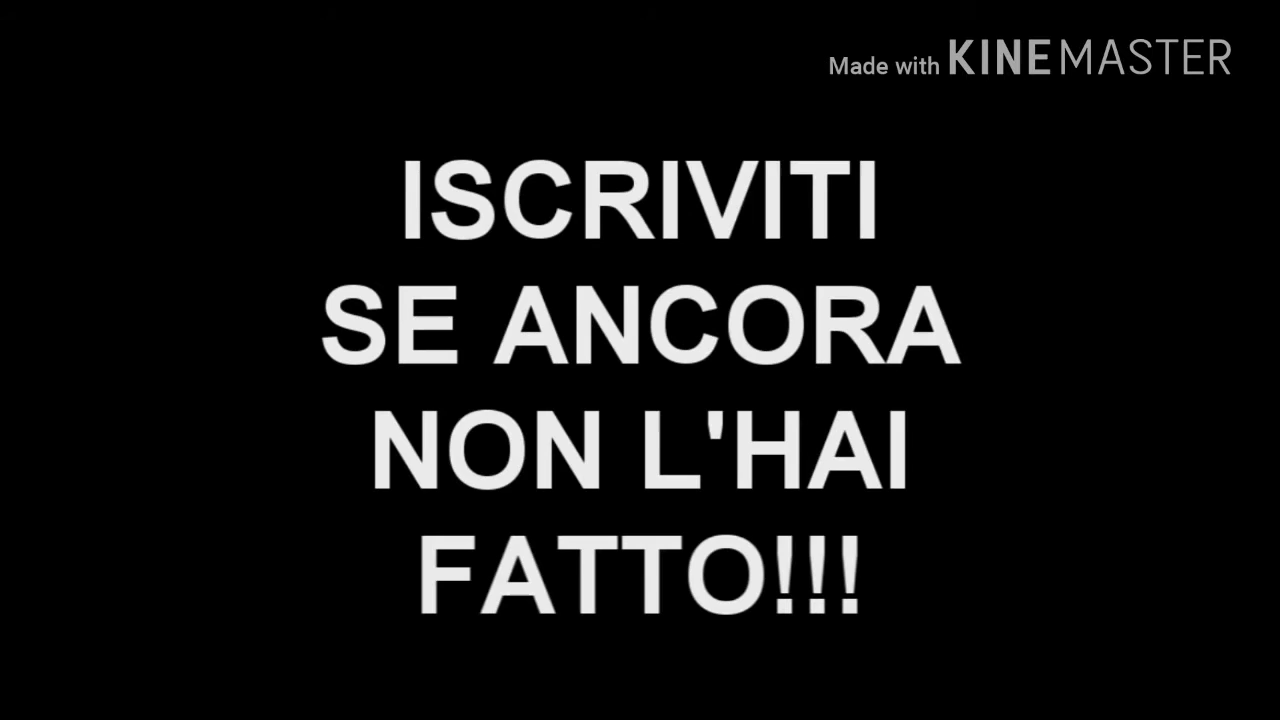 Made with KINEMASTER
ISCRIVITI
SE ANCORA
NON L'HAI
FATTO!!!